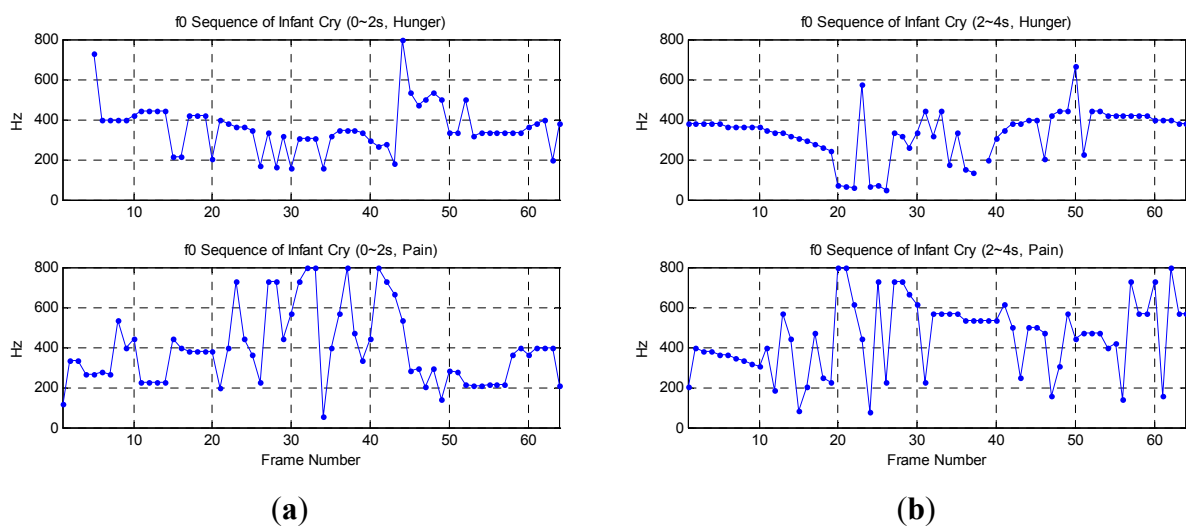 f0 Sequence of Infant Cry (0~2s, Hunger)
800
600
400
200
0
Hz
10 20 30 40 50 60
f0 Sequence of Infant Cry (0~2s, Pain)
800
600
400
200
0
Hz
10 20 30 40 50 60
Frame Number
(a)
f0 Sequence of Infant Cry (2~4s, Hunger)
800
600
400
200
0
Hz
10 20 30 40 50 60
f0 Sequence of Infant Cry (2~4s, Pain)
800
600
400
200
0
Hz
10 20 30 40 50 60
Frame Number
(b)